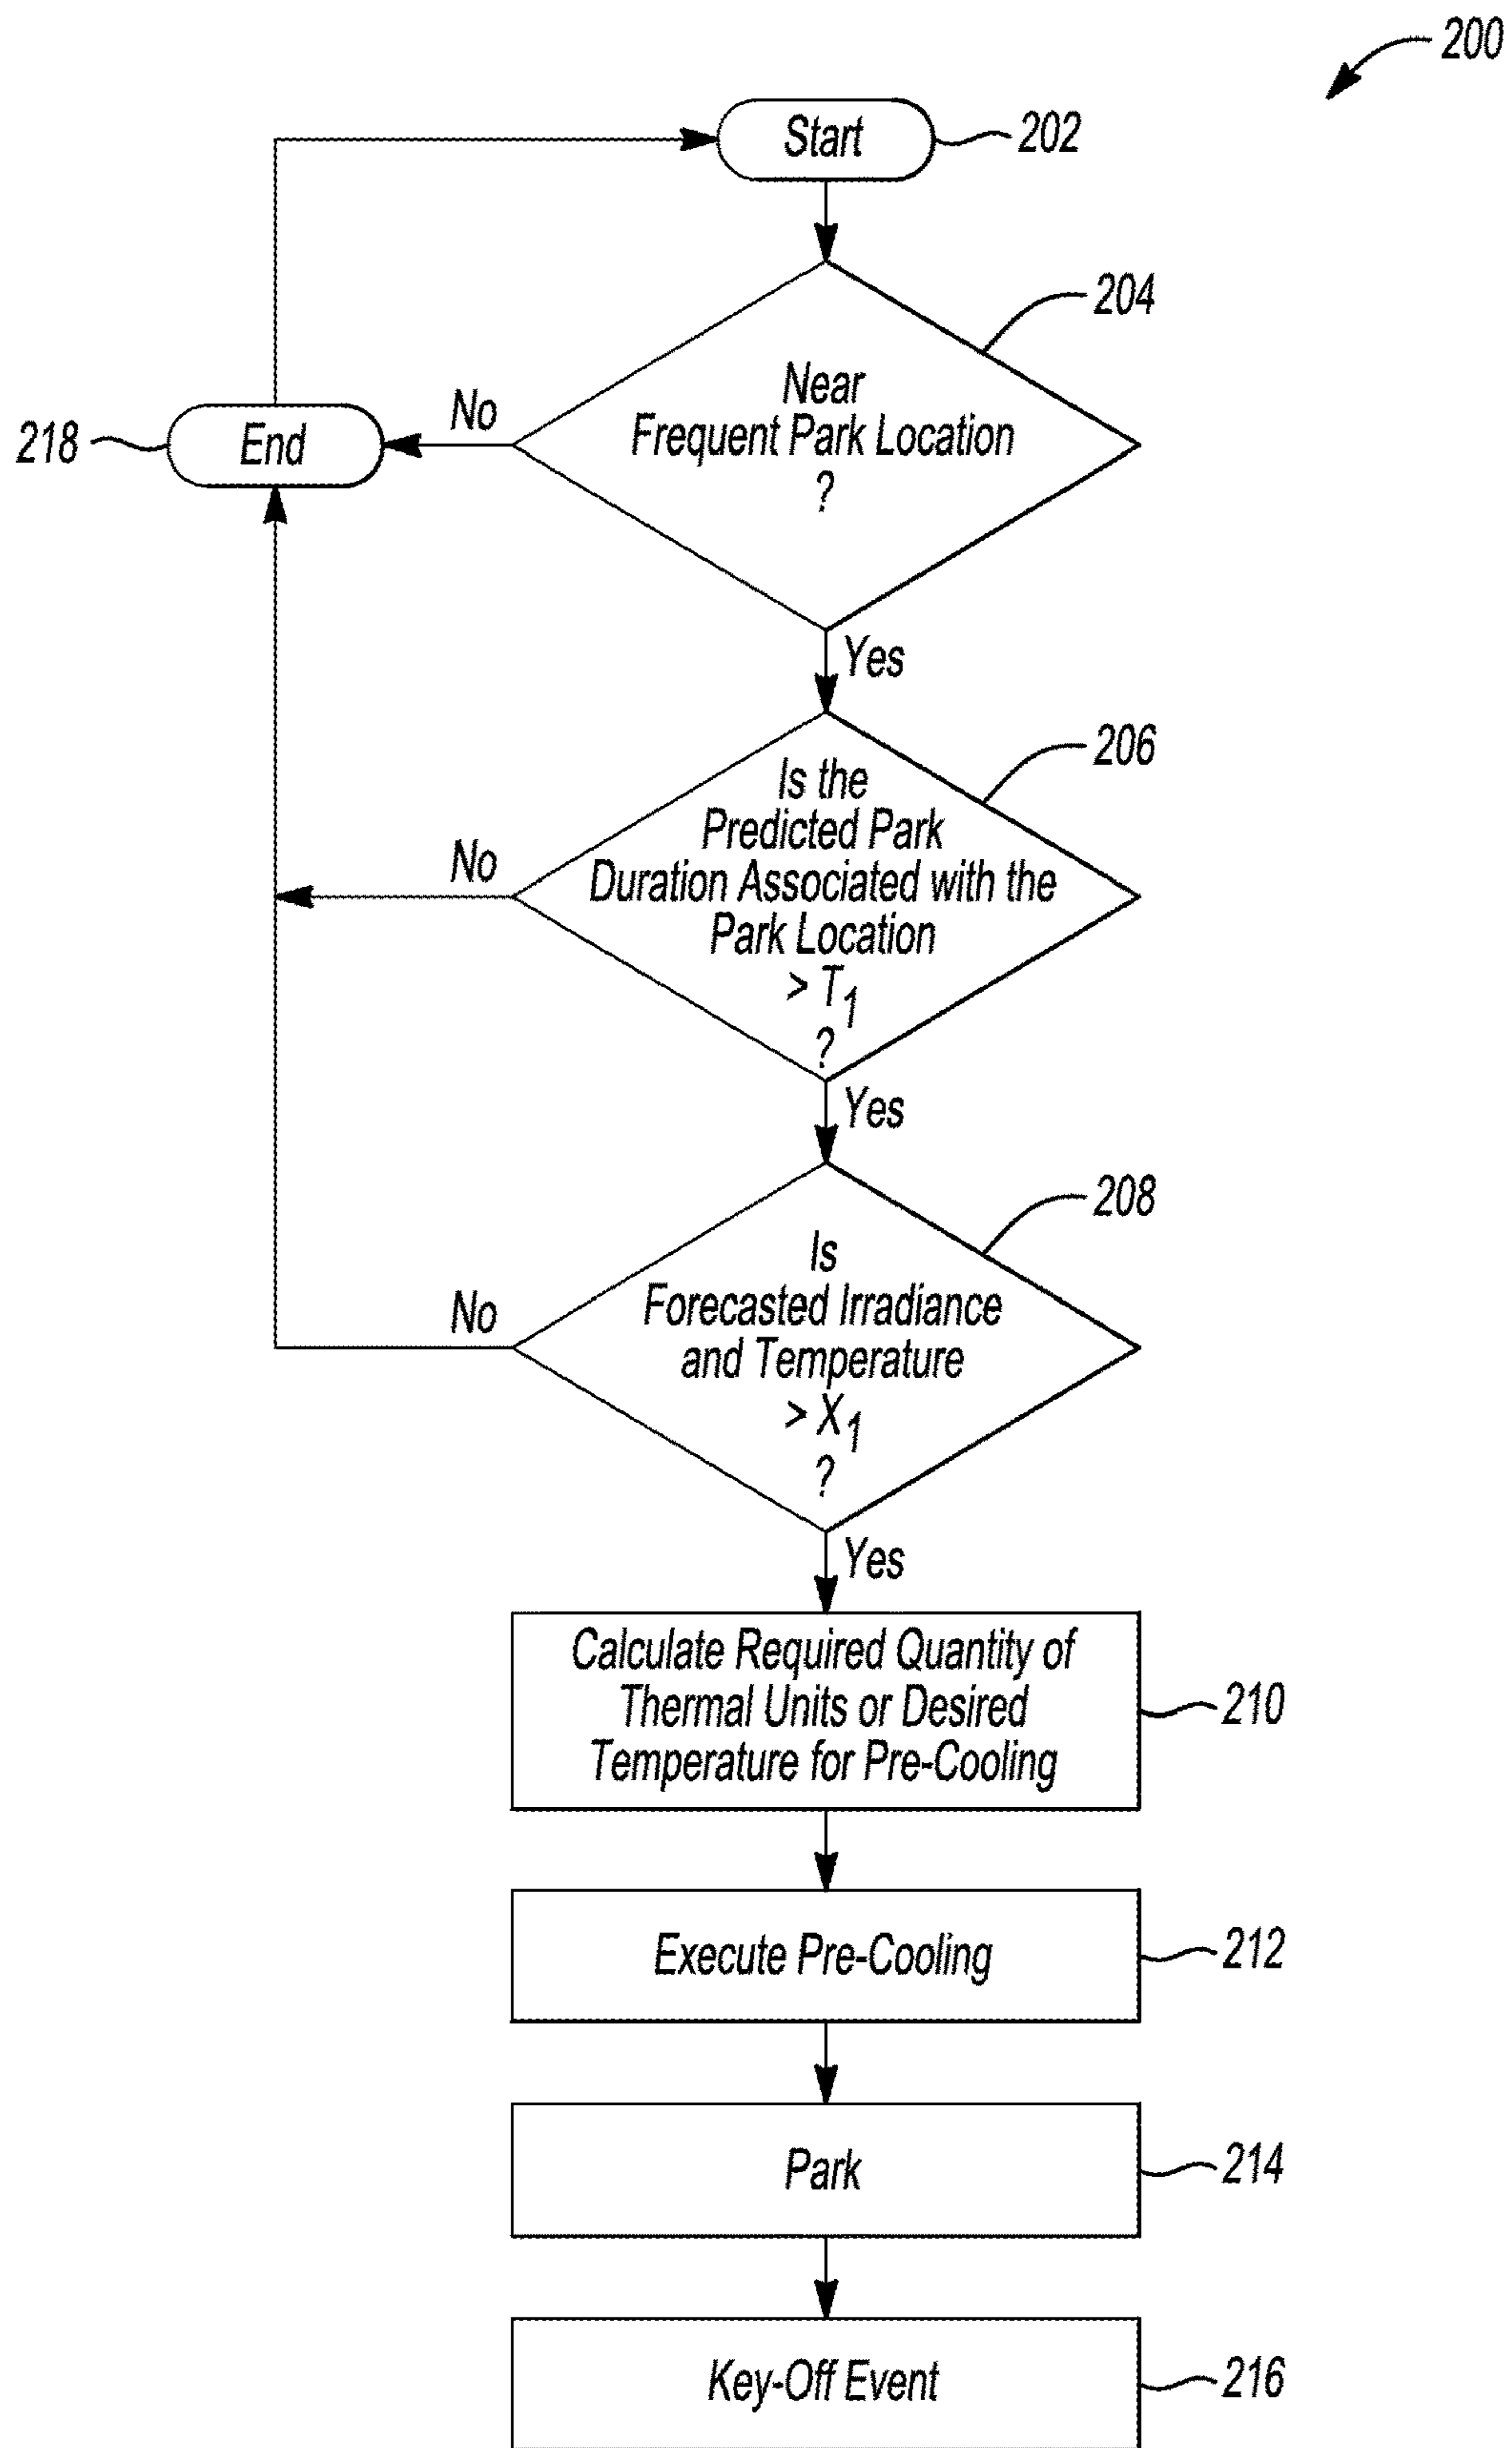 200
Start
202
204
Near
Frequent Park Location
?
No
218
End
Yes
206
Is the
Predicted Park
Duration Associated with the
Park Location
> T1
?
No
Yes
208
Is
Forecasted Irradiance
and Temperature
> X1
?
No
Yes
Calculate Required Quantity of
Thermal Units or Desired
Temperature for Pre-Cooling
210
Execute Pre-Cooling
212
Park
214
Key-Off Event
216